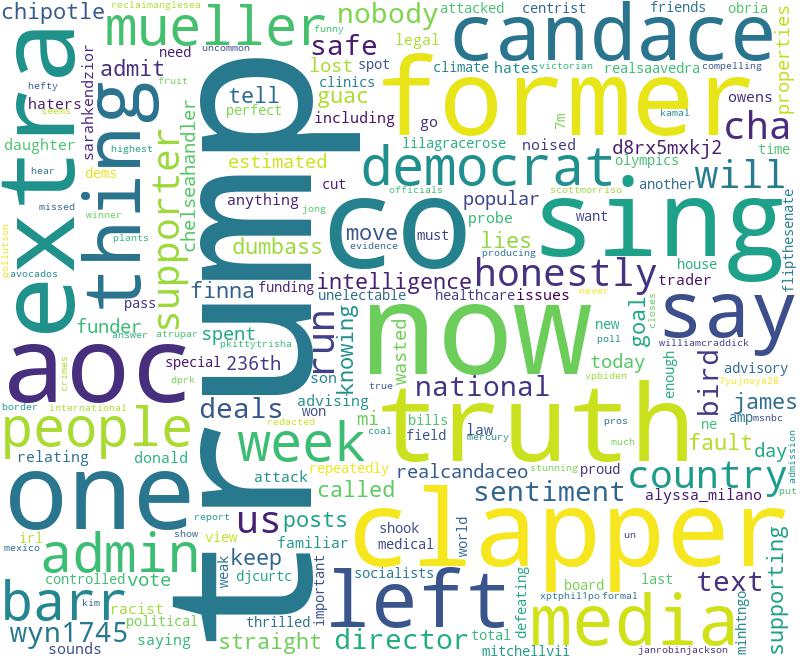 chipotle
extra
mueller
nobody
attacked
centrist
friends
obria
reclaimanglesea
candace
former
safe
legal
funny
uncommon
fruit
hefty
seems
thing
admit
sarahkendzior
haters
need
lost
spot
climate
hates
victorian
realsaavedra
compelling
properties
clinics
guac
7m
kamal
owens
tell
perfect
including
go
lilagracerose
noised
d8rx5mxkj2
cha
time
daughter
highest
supporter
chelseahandler
trump
estimated
cut
democrat
olympics
another
will
hear
dems
anything
officials
scottmorriso
missed
winner
jong
popular
want
co
move
evidence
must
probe
sing
house
flipthesenate
pollution
plants
avocados
dumbass
lies
producing
honestly
trader
finna
funding
intelligence
unelectable
healthcare
issues
never
say
pass
funder
answer
atrupar
spent
run
knowing
now
new
poll
goal
closes
williamcraddick
aoc
pkittytrisha
236th
special
dprk
son
wasted
today
enough
bird
advisory
vpbiden
7yujnoya28
crimes
advising
true
national
james
border
international
people
deals
won
mi
bills
truth
pros
much
ne
amp
msnbc
relating
donald
redacted
week
coal
field
law
mercury
fault
day
admission
one
attack
repeatedly
realcandaceo
stunning
proud
country
put
called
sentiment
alyssa_milano
irl
report
us
posts
clapper
mexico
show
view
familiar
shook
medical
world
un
admin
weak
keep
djcurtc
controlled
vote
important
socialists
defeating
board
last
text
supporting
barr
kim
racist
political
thrilled
left
xptphil1po
formal
minhtngo
wyn1745
saying
media
sounds
straight
director
total
mitchellvii
janrobinjackson